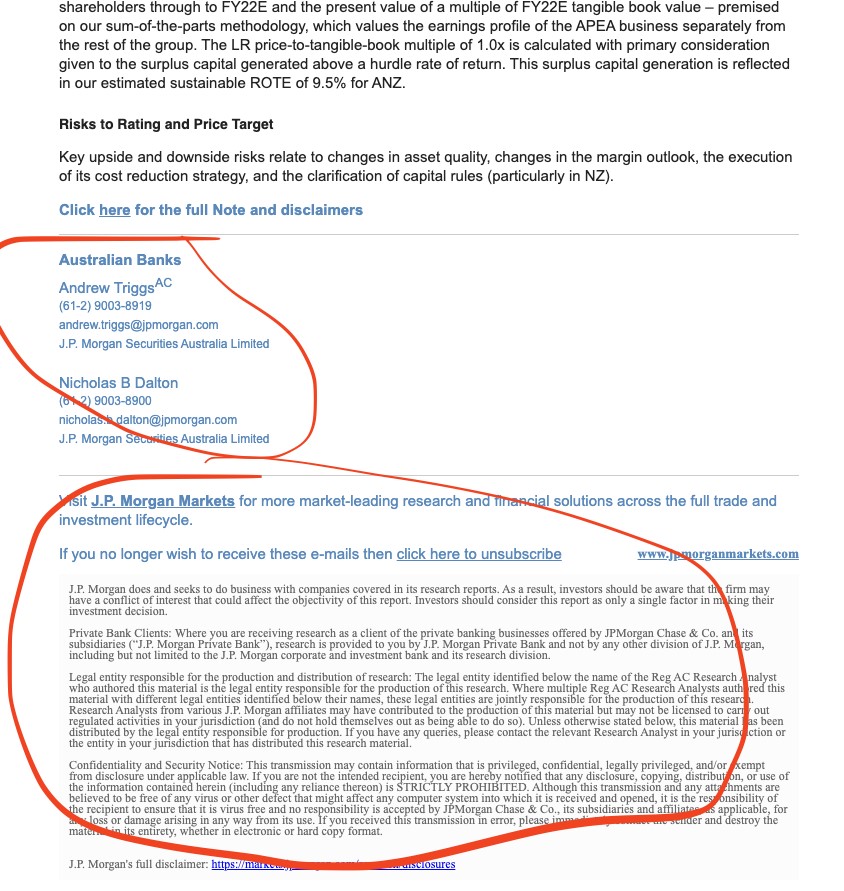 shareholders through to FY22E and the present value of a multiple of FY22E tangible book value – premised
on our sum-of-the-parts methodology, which values the earnings profile of the APEA business separately from
the rest of the group. The LR price-to-tangible-book multiple of 1.0x is calculated with primary consideration
given to the surplus capital generated above a hurdle rate of return. This surplus capital generation is reflected
in our estimated sustainable ROTE of 9.5% for ANZ.
Risks to Rating and Price Target
Key upside and downside risks relate to changes in asset quality, changes in the margin outlook, the execution
of its cost reduction strategy, and the clarification of capital rules (particularly in NZ).
Click here for the full Note and disclaimers
Australian Banks
Andrew Triggs AC
(61-2) 9003-8919
andrew.triggs@jpmorgan.com
J.P. Morgan Securities Australia Limited
Nicholas B Dalton
(61-2) 9003-8900
nicholas.b.dalton@jpmorgan.com
J.P. Morgan Securities Australia Limited
Visit J.P. Morgan Markets for more market-leading research and financial solutions across the full trade and
investment lifecycle.
If you no longer wish to receive these e-mails then click here to unsubscribe www.jpmorganmarkets.com
J.P. Morgan does and seeks to do business with companies covered in its research reports. As a result, investors should be aware that the firm may
have a conflict of interest that could affect the objectivity of this report. Investors should consider this report as only a single factor in making their
investment decision.
Private Bank Clients: Where you are receiving research as a client of the private banking businesses offered by JPMorgan Chase & Co. and its
subsidiaries (“J.P. Morgan Private Bank”), research is provided to you by J.P. Morgan Private Bank and not by any other division of J.P. Morgan,
including but not limited to the J.P. Morgan corporate and investment bank and its research division.
Legal entity responsible for the production and distribution of research: The legal entity identified below the name of the Reg AC Research Analyst
who authored this material is the legal entity responsible for the production of this research. Where multiple Reg AC Research Analysts authored this
material with different legal entities identified below their names, these legal entities are jointly responsible for the production of this research.
Research Analysts from various J.P. Morgan affiliates may have contributed to the production of this material but may not be licensed to carry out
regulated activities in your jurisdiction (and do not hold themselves out as being able to do so). Unless otherwise stated below, this material has been
distributed by the legal entity responsible for production. If you have any queries, please contact the relevant Research Analyst in your jurisdiction or
the entity in your jurisdiction that has distributed this research material.
Confidentiality and Security Notice: This transmission may contain information that is privileged, confidential, legally privileged, and/or exempt
from disclosure under applicable law. If you are not the intended recipient, you are hereby notified that any disclosure, copying, distribution, or use of
the information contained herein (including any reliance thereon) is STRICTLY PROHIBITED. Although this transmission and any attachments are
believed to be free of any virus or other defect that might affect any computer system into which it is received and opened, it is the responsibility of
the recipient to ensure that it is virus free and no responsibility is accepted by JPMorgan Chase & Co., its subsidiaries and affiliates, as applicable, for
any loss or damage arising in any way from its use. If you received this transmission in error, please immediately contact the sender and destroy the
material in its entirety, whether in electronic or hard copy format.
J.P. Morgan's full disclaimer: